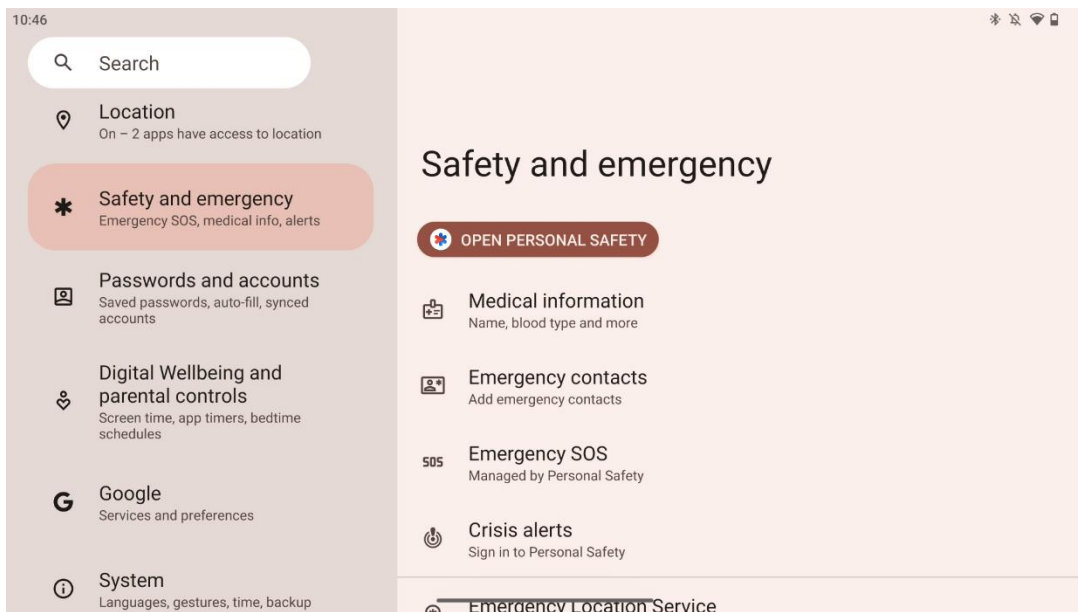 10:46
Search
Location
On – 2 apps have access to location
Safety and emergency
Emergency SOS, medical info, alerts
Passwords and accounts
Saved passwords, auto-fill, synced
accounts
Digital Wellbeing and
parental controls
Screen time, app timers, bedtime
schedules
Google
Services and preferences
System
Languages, gestures, time, backup
Safety and emergency
OPEN PERSONAL SAFETY
Medical information
Name, blood type and more
Emergency contacts
Add emergency contacts
SOS
Emergency SOS
Managed by Personal Safety
Crisis alerts
Sign in to Personal Safety
Emergency Location Service